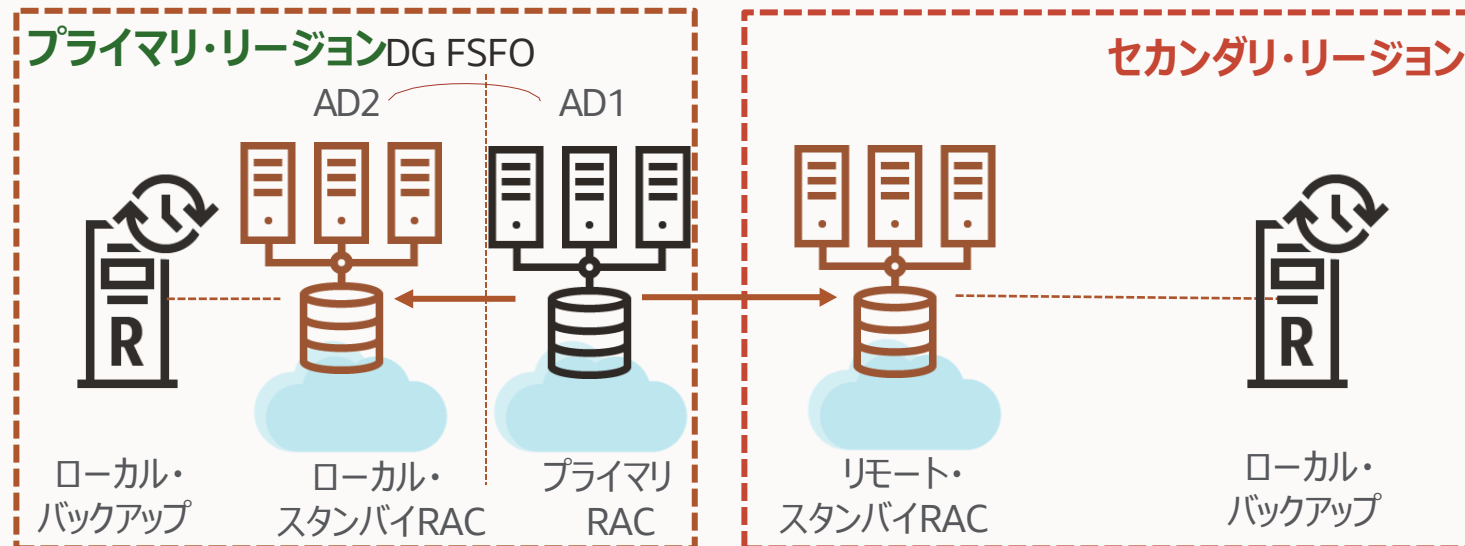 プライマリ・リージョン DG FSFO
セカンダリ・リージョン
AD2
AD1
R
R
ローカル・
バックアップ
ローカル・
スタンバイRAC
プライマリ
RAC
リモート・
スタンバイRAC
ローカル・
バックアップ